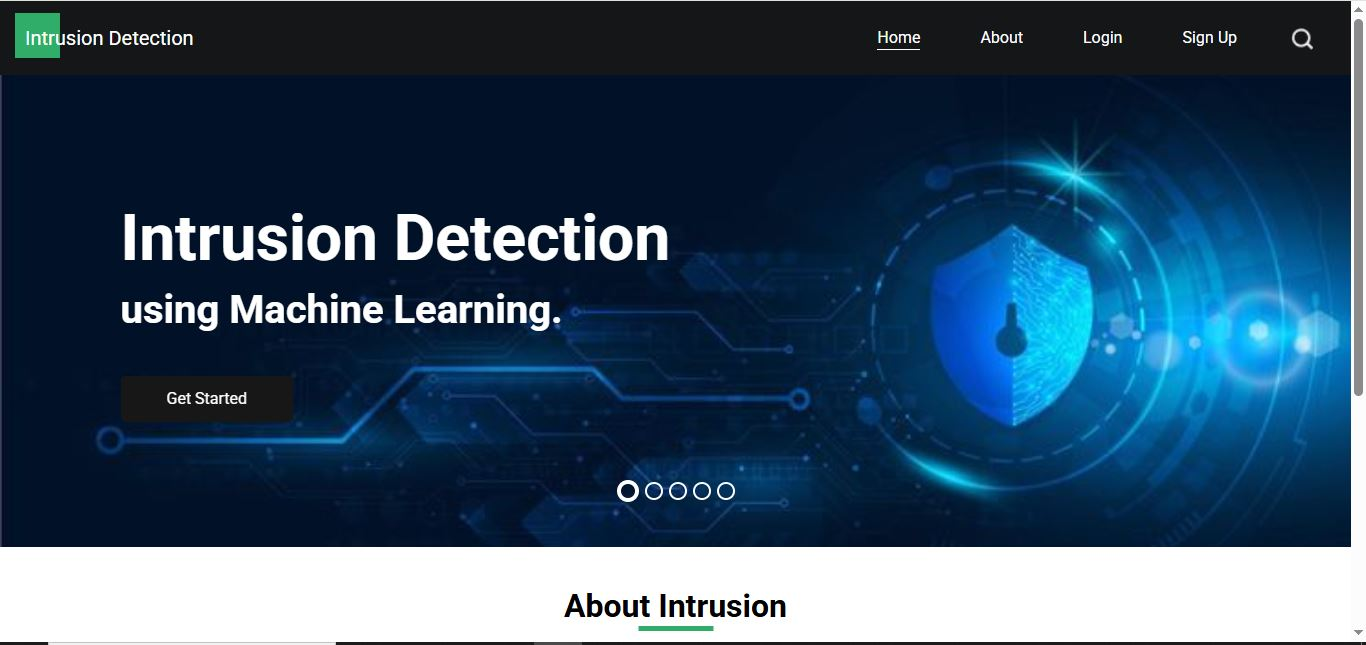 Intrusion Detection
Home
About
Login
Sign Up
Intrusion Detection
using Machine Learning.
Get Started
About Intrusion